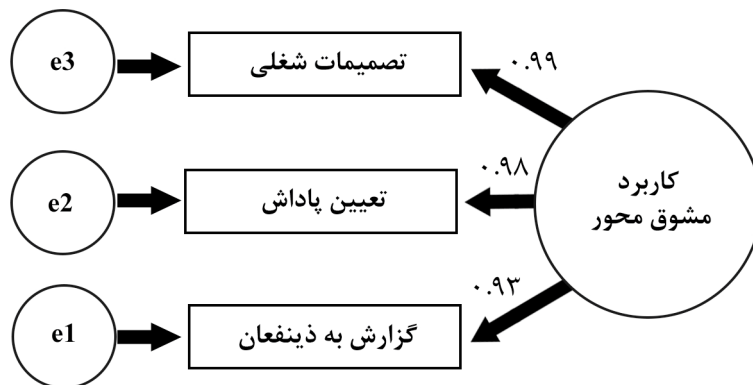 e3
تصمیمات شغلی
۰.۹۹
e2
تعیین پاداش
۰.۹۸
کاربرد
مشوق محور
e1
گزارش به ذینفعان
۰.۹۳